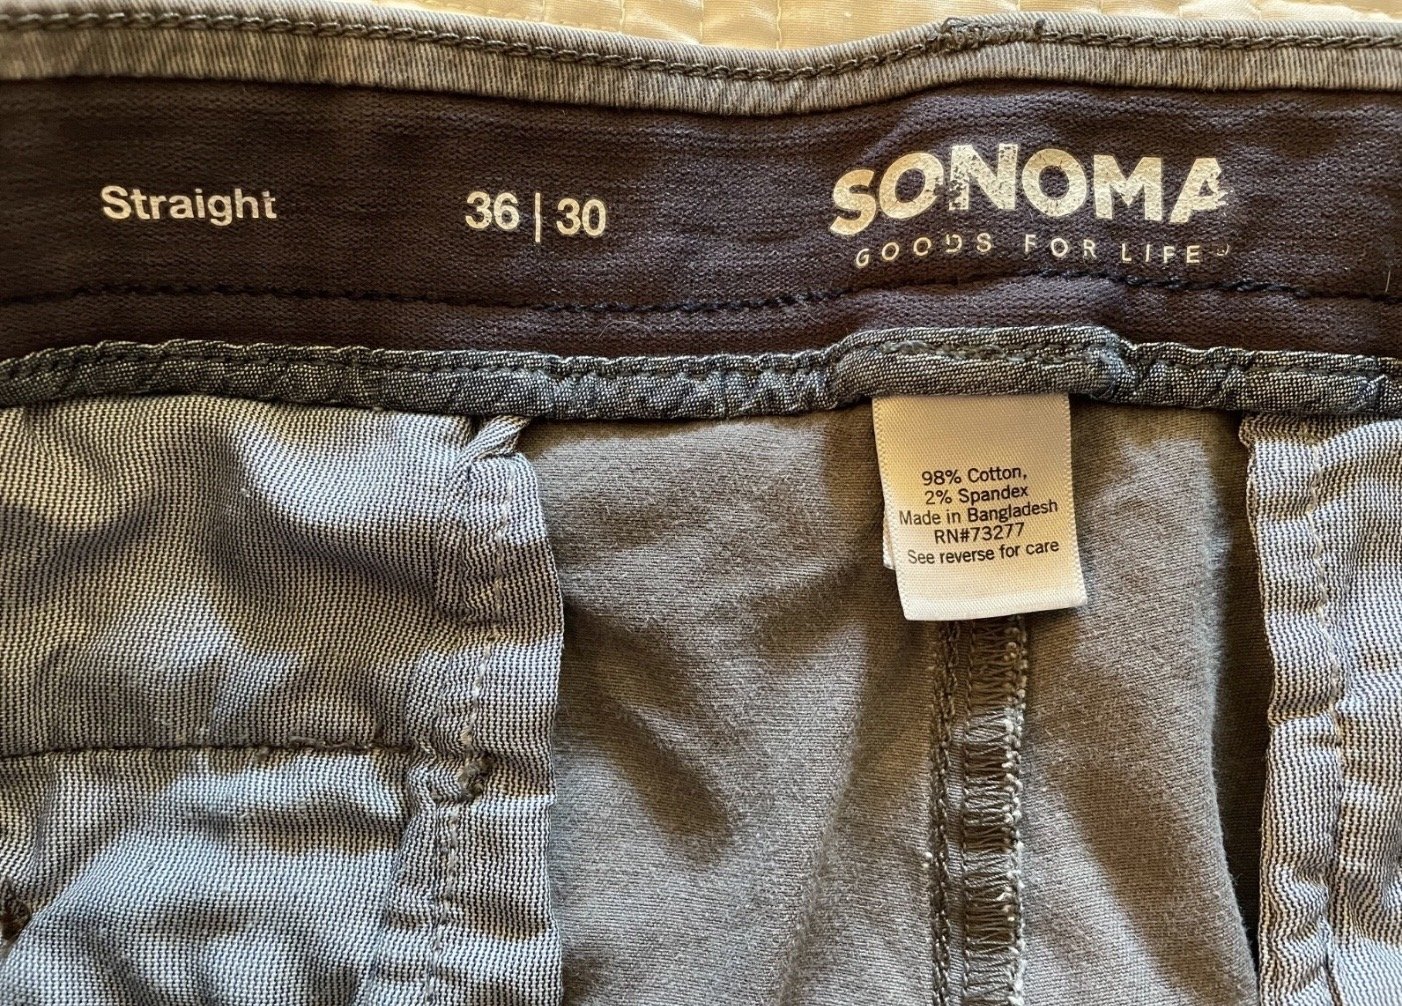 Straight
36 | 30
SONOMA
GOODS FOR LIFE
98% Cotton,
2% Spandex
Made in Bangladesh
RN#73277
See reverse for care